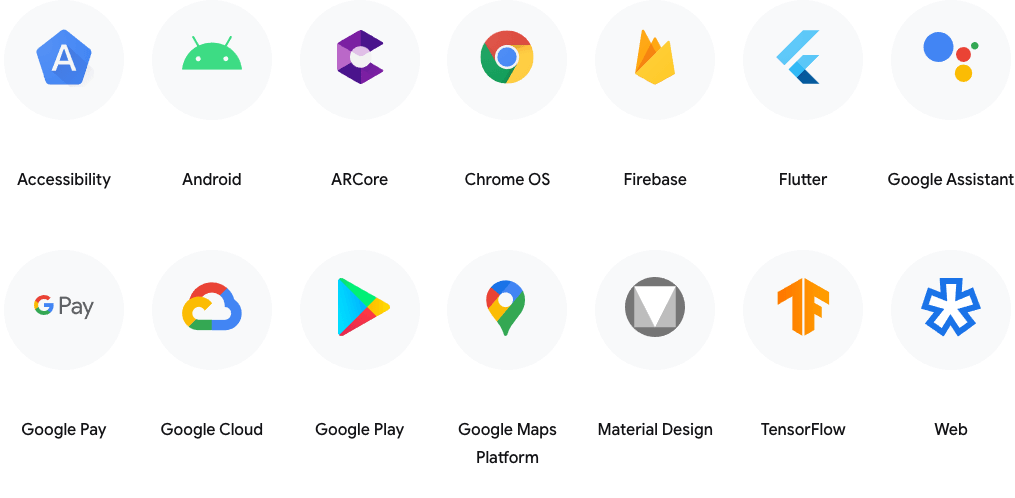 A
Accessibility
Android
ARCore
Chrome OS
Firebase
Flutter
Google Assistant
G Pay
Google Pay
Google Cloud
Google Play
Google Maps
Platform
Material Design
TensorFlow
Web